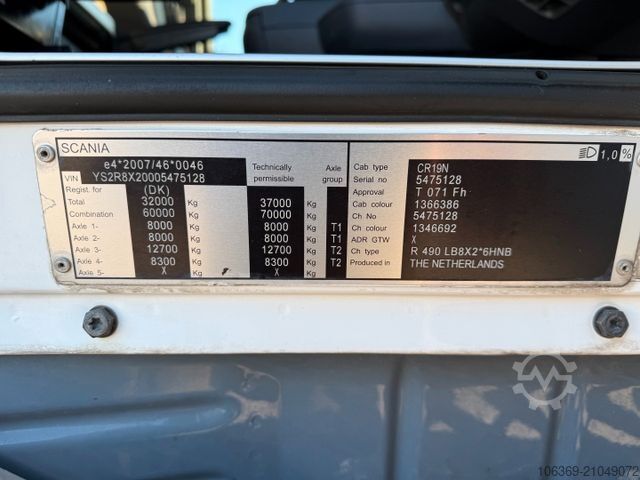 SCANIA
1,0 %
e4*2007/46*0046
VIN YS2R8X20005475128
Technically permissible
Axle group
Regist. for (DK)
Total 32000 Kg 37000 Kg
Combination 60000 Kg 70000 Kg
Axle 1- 8000 Kg 8000 Kg T1
Axle 2- 8000 Kg 8000 Kg T1
Axle 3- 12700 Kg 12700 Kg T2
Axle 4- 8300 Kg 8300 Kg T2
Axle 5- X Kg X Kg
Cab type CR19N
Serial no 5475128
Approval T 071 Fh
Cab colour 1366386
Ch No 5475128
Ch colour 1346692
ADR GTW X
Ch type R 490 LB8X2*6HNB
Produced in THE NETHERLANDS
106369-21049072